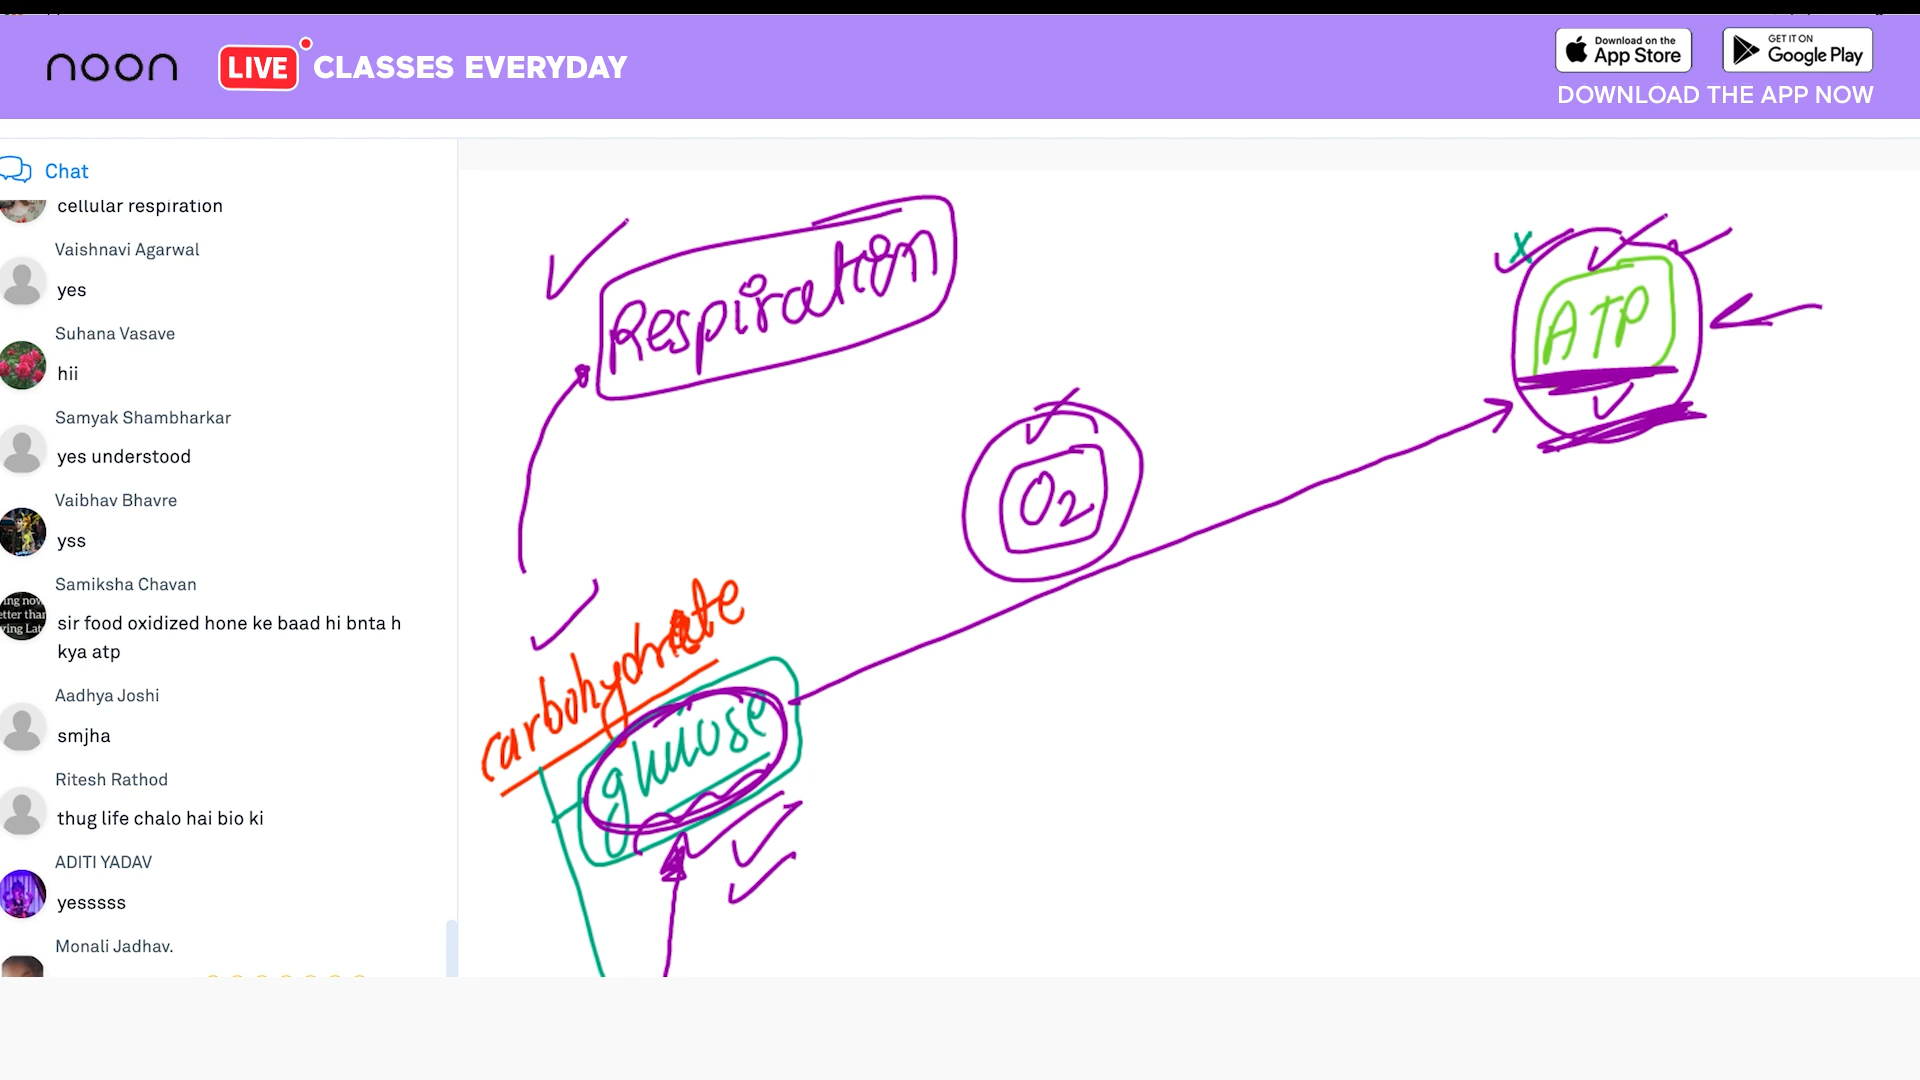 noon LIVE CLASSES EVERYDAY
Download on the App Store
GET IT ON Google Play
DOWNLOAD THE APP NOW
Chat
cellular respiration
Vaishnavi Agarwal
yes
Suhana Vasave
hii
Samyak Shambharkar
yes understood
Vaibhav Bhavre
yss
Samiksha Chavan
sir food oxidized hone ke baad hi bnta h
kya atp
Aadhya Joshi
smjha
Ritesh Rathod
thug life chalo hai bio ki
ADITI YADAV
yesssss
Monali Jadhav.
Respiration
ATP
O2
carbohydrate
glucose